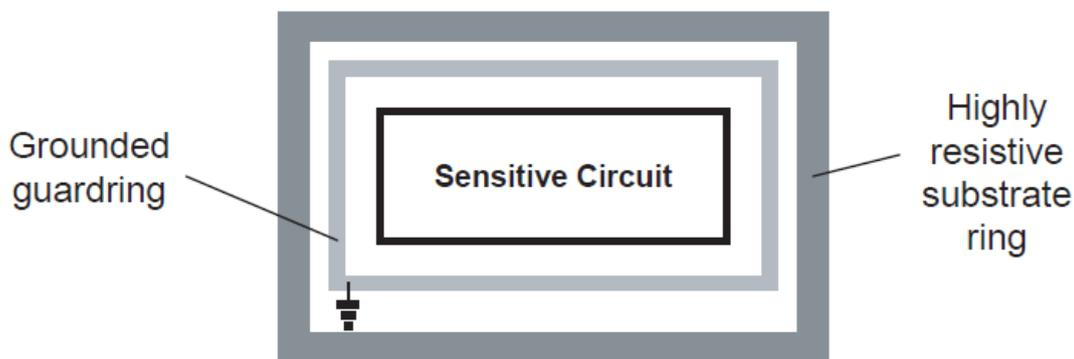 Grounded
guardring
Sensitive Circuit
Highly
resistive
substrate
ring